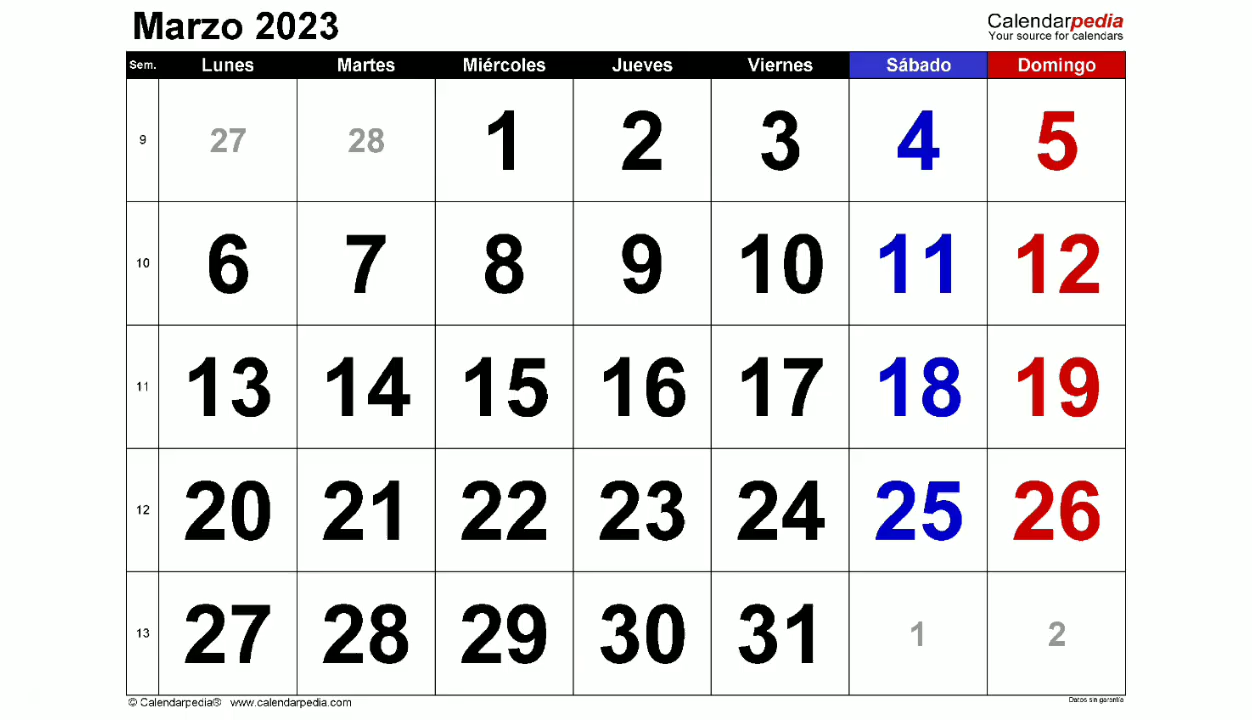 Marzo 2023
Calendarpedia
Your source for calendars
Sem. Lunes Martes Miércoles Jueves Viernes Sábado Domingo
9 27 28 1 2 3 4 5
10 6 7 8 9 10 11 12
11 13 14 15 16 17 18 19
12 20 21 22 23 24 25 26
13 27 28 29 30 31 1 2
© Calendarpedia® www.calendarpedia.com Datos sin garantía